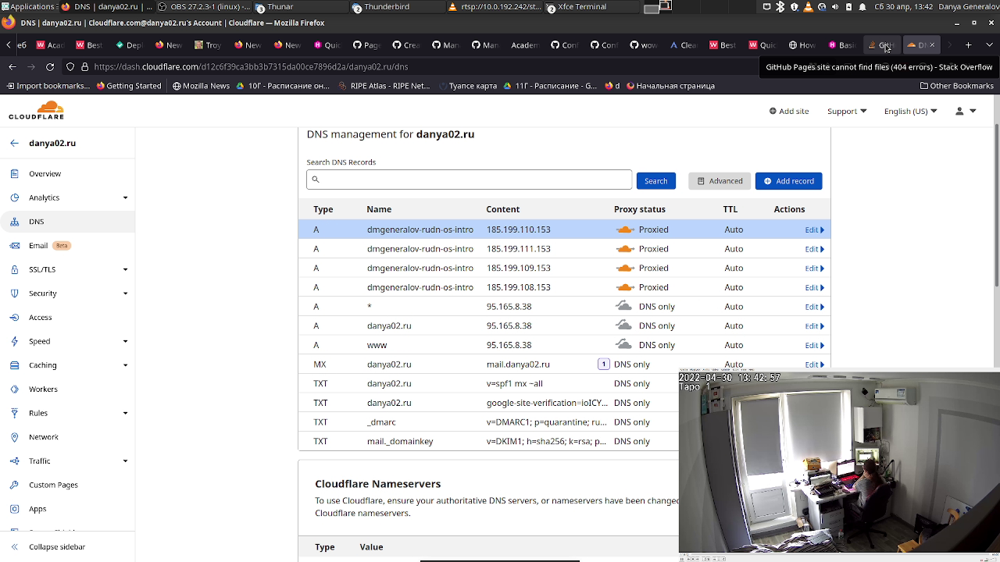 Applications
DNS | danya02.ru | ...
OBS 27.2.3-1 (linux) -...
Thunar
Thunderbird
rtsp://10.0.192.242/st...
Xfce Terminal
Сб 30 апр, 13:42
Danya Generalov
DNS | danya02.ru | Cloudflare.com@danya02.ru's Account | Cloudflare — Mozilla Firefox
еб
Acad
Best
Dept
New
Troy
New
New
Quic
Page
Crea
Mar
Mar
Academ
Conf
Conf
wow
Clea
Best
Quic
How
Basi
GitH
DN
https://dash.cloudflare.com/d12c6f39ca3bb3b7315da00ce7896d2a/danya02.ru/dns
GitHub Pages site cannot find files (404 errors) - Stack Overflow
Import bookmarks...
Getting Started
Mozilla News
10Г - Расписание - G...
RIPE Atlas - RIPE Net...
Туапсе карта
11Г - Расписание - G...
d
Начальная страница
Other Bookmarks
CLOUDFLARE
Add site
Support
English (US)
danya02.ru
Overview
Analytics
DNS
Email Beta
SSL/TLS
Security
Access
Speed
Caching
Workers
Rules
Network
Traffic
Custom Pages
Apps
Collapse sidebar
DNS management for danya02.ru
Search DNS Records
Search
Advanced
Add record
Type Name Content Proxy status TTL Actions
A dmgeneralov-rudn-os-intro 185.199.110.153 Proxied Auto Edit
A dmgeneralov-rudn-os-intro 185.199.111.153 Proxied Auto Edit
A dmgeneralov-rudn-os-intro 185.199.109.153 Proxied Auto Edit
A dmgeneralov-rudn-os-intro 185.199.108.153 Proxied Auto Edit
A * 95.165.8.38 DNS only Auto Edit
A danya02.ru 95.165.8.38 DNS only Auto Edit
A www 95.165.8.38 DNS only Auto Edit
MX danya02.ru mail.danya02.ru 1 DNS only Auto Edit
TXT danya02.ru v=spf1 mx ~all DNS only
TXT danya02.ru google-site-verification=ioICY... DNS only
TXT _dmarc v=DMARC1; p=quarantine; ru... DNS only
TXT mail._domainkey v=DKIM1; h=sha256; k=rsa; p... DNS only
Cloudflare Nameservers
To use Cloudflare, ensure your authoritative DNS servers, or nameservers have been changed
Cloudflare nameservers.
Type Value
2022-04-30 13:42:57
Tapo 1